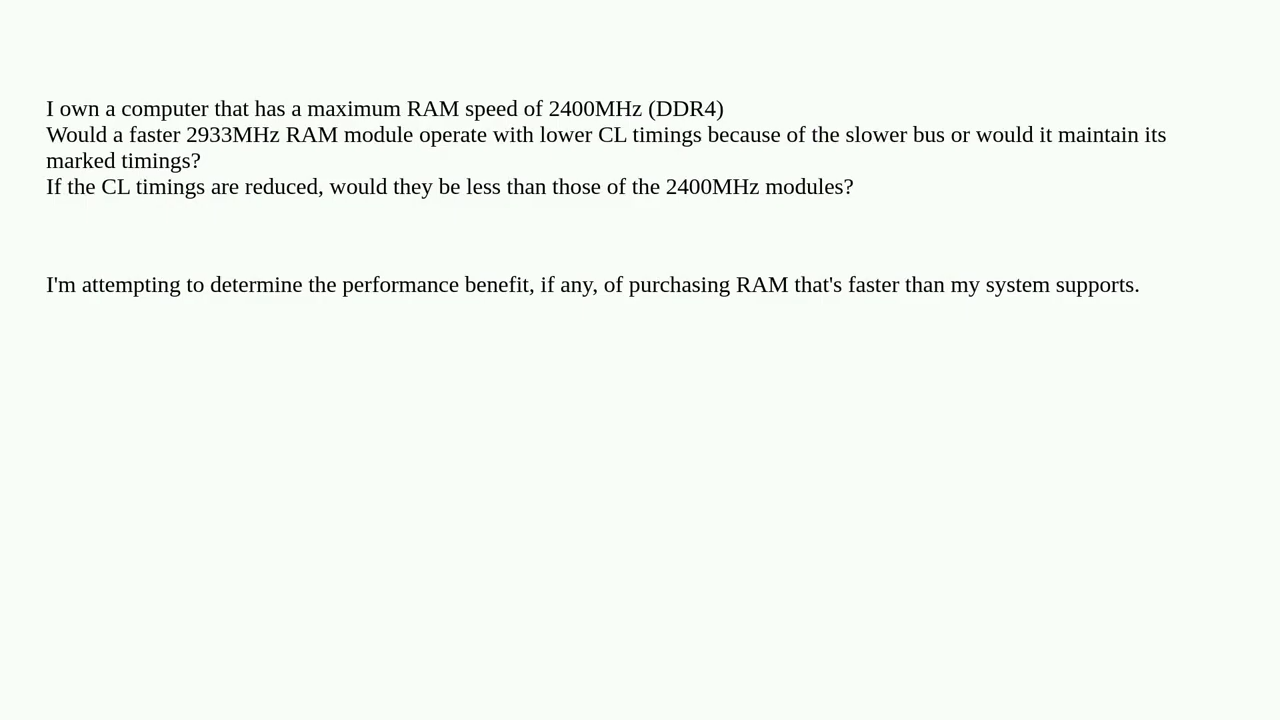 I own a computer that has a maximum RAM speed of 2400MHz (DDR4)
Would a faster 2933MHz RAM module operate with lower CL timings because of the slower bus or would it maintain its
marked timings?
If the CL timings are reduced, would they be less than those of the 2400MHz modules?
I'm attempting to determine the performance benefit, if any, of purchasing RAM that's faster than my system supports.